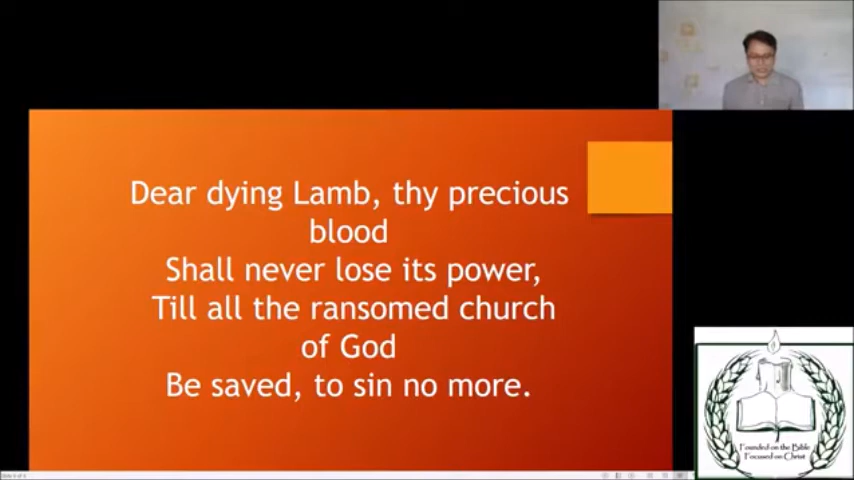 Dear dying Lamb, thy precious
blood
Shall never lose its power,
Till all the ransomed church
of God
Be saved, to sin no more.
Founded on the Bible
Focused on Christ